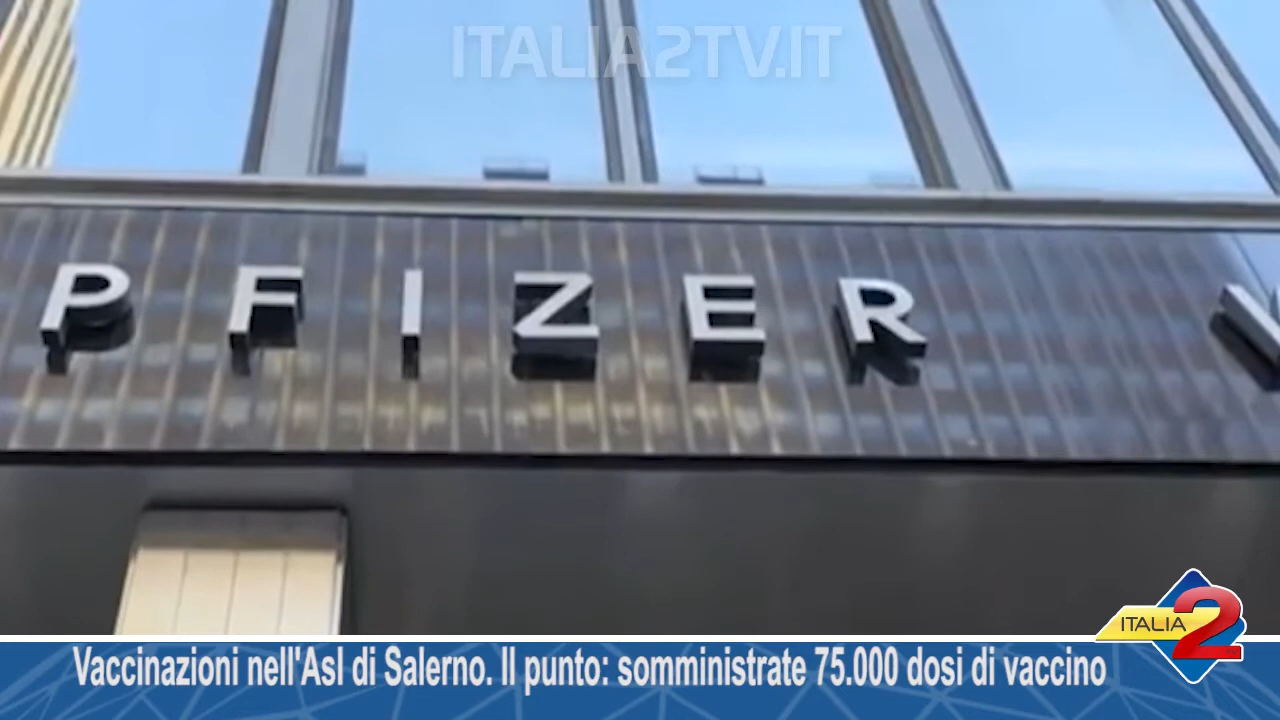 ITALIA2TV.IT
PFIZER
ITALIA 2
Vaccinazioni nell'Asl di Salerno. Il punto: somministrate 75.000 dosi di vaccino